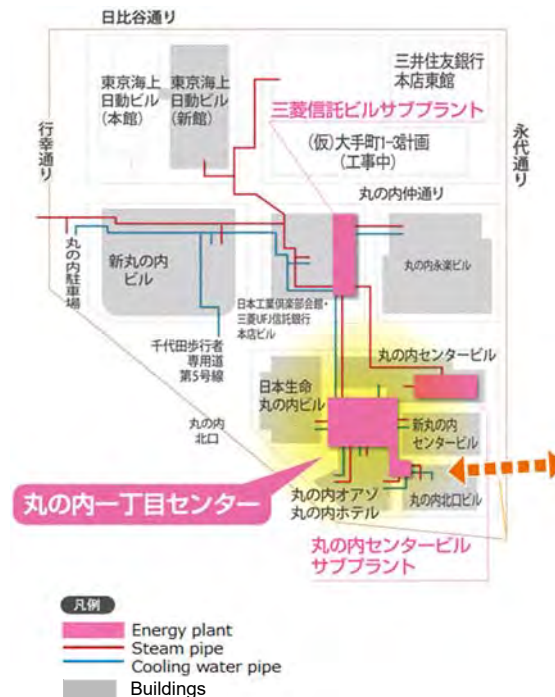 日比谷通り
東京海上
日動ビル
(本館)
東京海上
日動ビル
(新館)
三井住友銀行
本店東館
三菱信託ビルサブプラント
(仮)大手町1-3計画
(工事中)
行幸通り
永代通り
丸の内仲通り
丸の内駐車場
新丸の内
ビル
日本工業倶楽部会館・
三菱UFJ信託銀行
本店ビル
丸の内永楽ビル
千代田歩行者
専用道
第5号線
丸の内センタービル
日本生命
丸の内ビル
丸の内
北口
新丸の内
センタービル
丸の内一丁目センター
丸の内オアゾ
丸の内ホテル
丸の内北口ビル
丸の内センタービル
サブプラント
凡例
Energy plant
Steam pipe
Cooling water pipe
Buildings